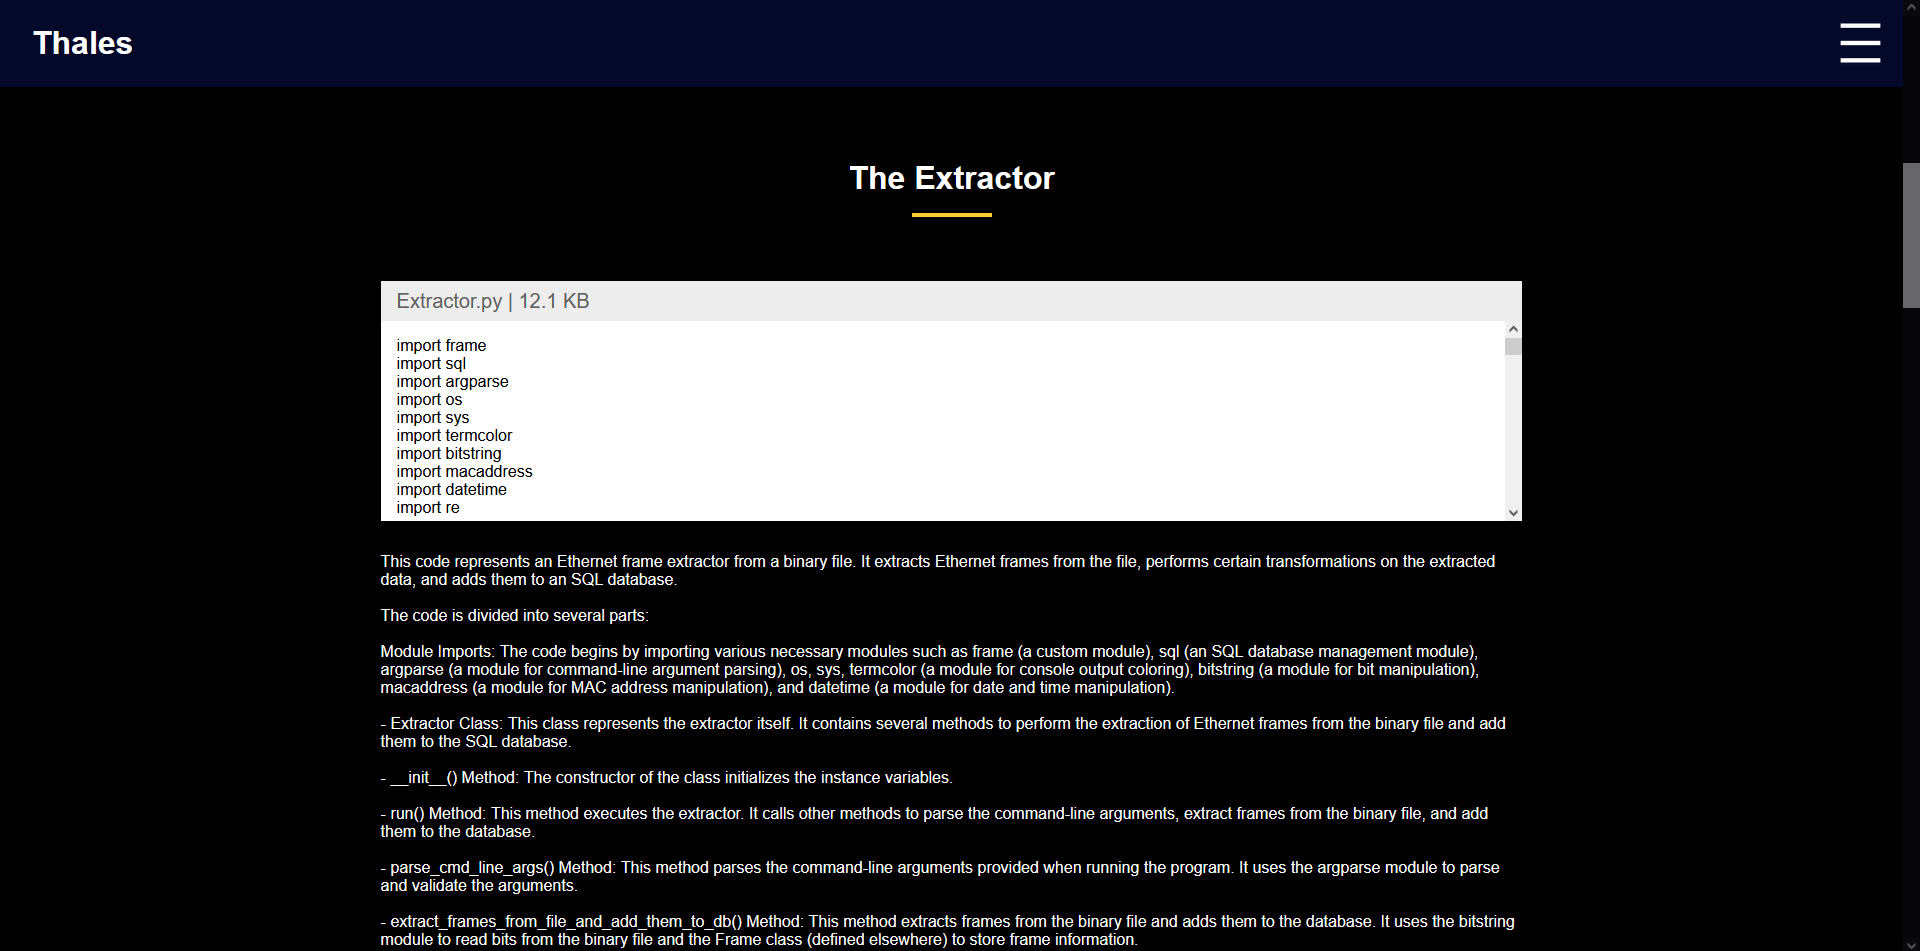 Thales
The Extractor
Extractor.py | 12.1 KB
import frame
import sql
import argparse
import os
import sys
import termcolor
import bitstring
import macaddress
import datetime
import re
This code represents an Ethernet frame extractor from a binary file. It extracts Ethernet frames from the file, performs certain transformations on the extracted
data, and adds them to an SQL database.
The code is divided into several parts:
Module Imports: The code begins by importing various necessary modules such as frame (a custom module), sql (an SQL database management module),
argparse (a module for command-line argument parsing), os, sys, termcolor (a module for console output coloring), bitstring (a module for bit manipulation),
macaddress (a module for MAC address manipulation), and datetime (a module for date and time manipulation).
- Extractor Class: This class represents the extractor itself. It contains several methods to perform the extraction of Ethernet frames from the binary file and add
them to the SQL database.
- __init__() Method: The constructor of the class initializes the instance variables.
- run() Method: This method executes the extractor. It calls other methods to parse the command-line arguments, extract frames from the binary file, and add
them to the database.
- parse_cmd_line_args() Method: This method parses the command-line arguments provided when running the program. It uses the argparse module to parse
and validate the arguments.
- extract_frames_from_file_and_add_them_to_db() Method: This method extracts frames from the binary file and adds them to the database. It uses the bitstring
module to read bits from the binary file and the Frame class (defined elsewhere) to store frame information.